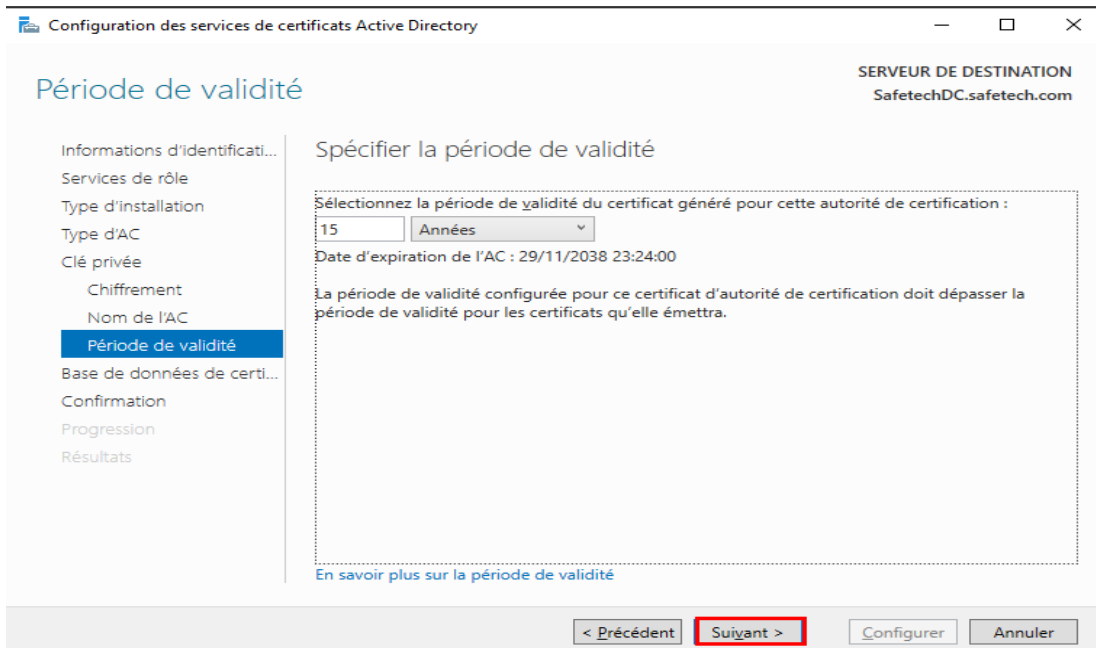 Configuration des services de certificats Active Directory
Période de validité
SERVEUR DE DESTINATION
SafetechDC.safetech.com
Informations d'identificati...
Services de rôle
Type d'installation
Type d'AC
Clé privée
Chiffrement
Nom de l'AC
Période de validité
Base de données de certi...
Confirmation
Progression
Résultats
Spécifier la période de validité
Sélectionnez la période de validité du certificat généré pour cette autorité de certification :
15 Années
Date d'expiration de l'AC : 29/11/2038 23:24:00
La période de validité configurée pour ce certificat d'autorité de certification doit dépasser la
période de validité pour les certificats qu'elle émettra.
En savoir plus sur la période de validité
< Précédent Suivant > Configurer Annuler